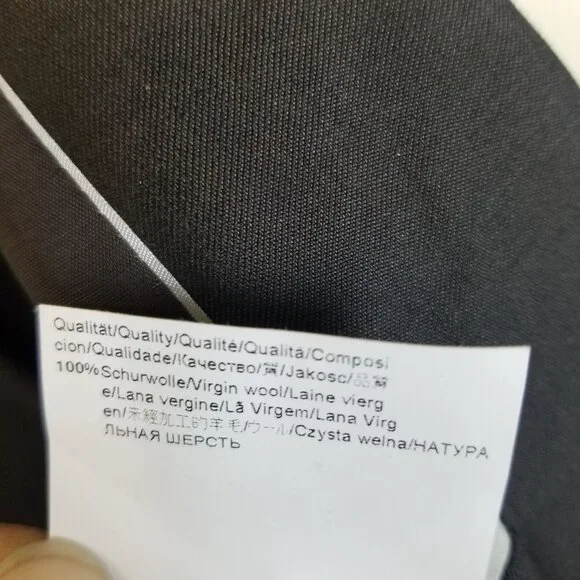 Qualität/Quality/Qualité/Qualità/Composi
cion/Qualidade/Качество/質/Jakosc/品質
100%Schurwolle/Virgin wool/Laine vierg
e/Lana vergine/Lã Virgem/Lana Virg
en/未經加工的羊毛/ウール/Czysta welna/НАТУРА
ЛЬНАЯ ШЕРСТЬ